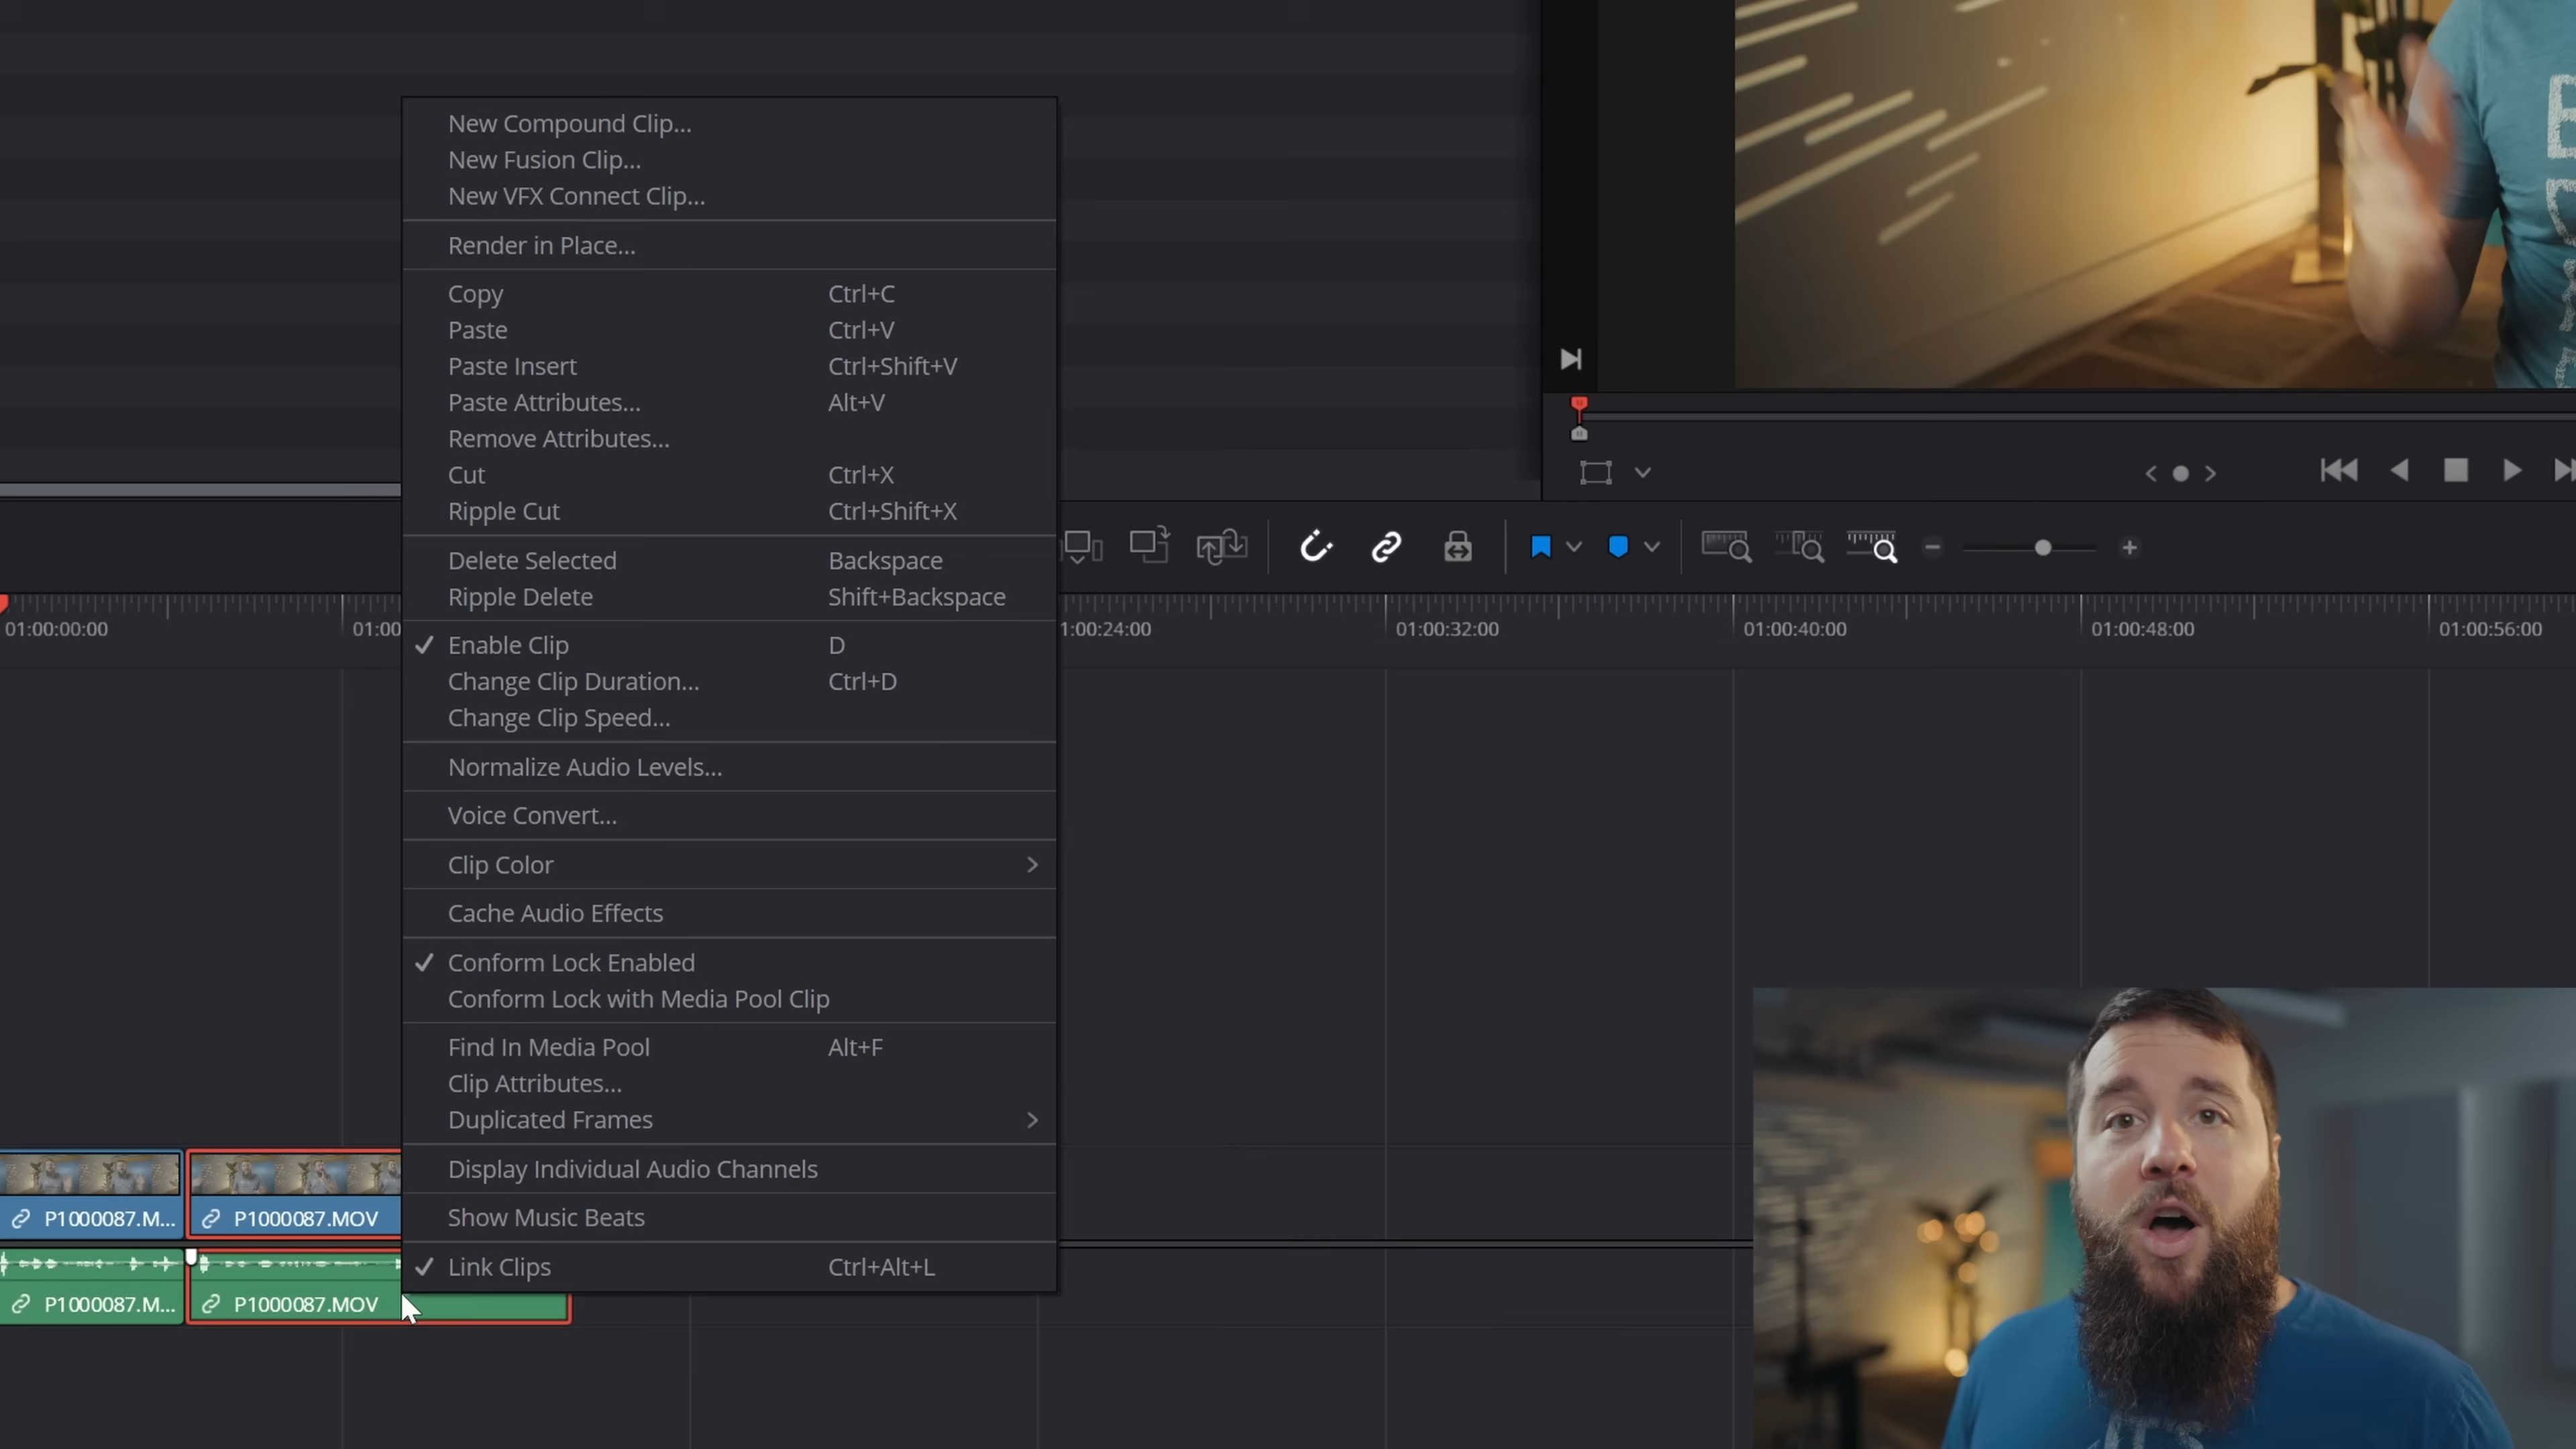 New Compound Clip...
New Fusion Clip...
New VFX Connect Clip...
Render in Place...
Copy Ctrl+C
Paste Ctrl+V
Paste Insert Ctrl+Shift+V
Paste Attributes... Alt+V
Remove Attributes...
Cut Ctrl+X
Ripple Cut Ctrl+Shift+X
Delete Selected Backspace
Ripple Delete Shift+Backspace
Enable Clip D
Change Clip Duration... Ctrl+D
Change Clip Speed...
Normalize Audio Levels...
Voice Convert...
Clip Color
Cache Audio Effects
Conform Lock Enabled
Conform Lock with Media Pool Clip
Find In Media Pool Alt+F
Clip Attributes...
Duplicated Frames
Display Individual Audio Channels
Show Music Beats
Link Clips Ctrl+Alt+L
01:00:00:00 01:00 1:00:24:00 01:00:32:00 01:00:40:00 01:00:48:00 01:00:56:00
P1000087.M... P1000087.MOV
P1000087.M... P1000087.MOV